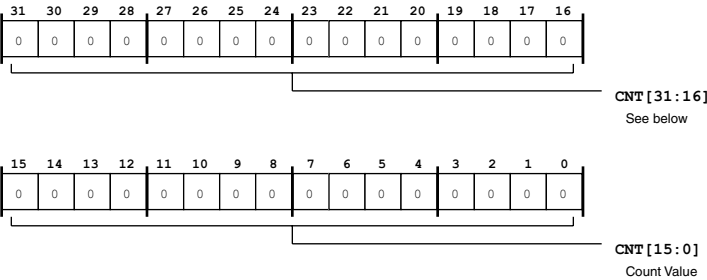 31 30 29 28 27 26 25 24 23 22 21 20 19 18 17 16
0 0 0 0 0 0 0 0 0 0 0 0 0 0 0 0
CNT[31:16]
See below
15 14 13 12 11 10 9 8 7 6 5 4 3 2 1 0
0 0 0 0 0 0 0 0 0 0 0 0 0 0 0 0
CNT[15:0]
Count Value